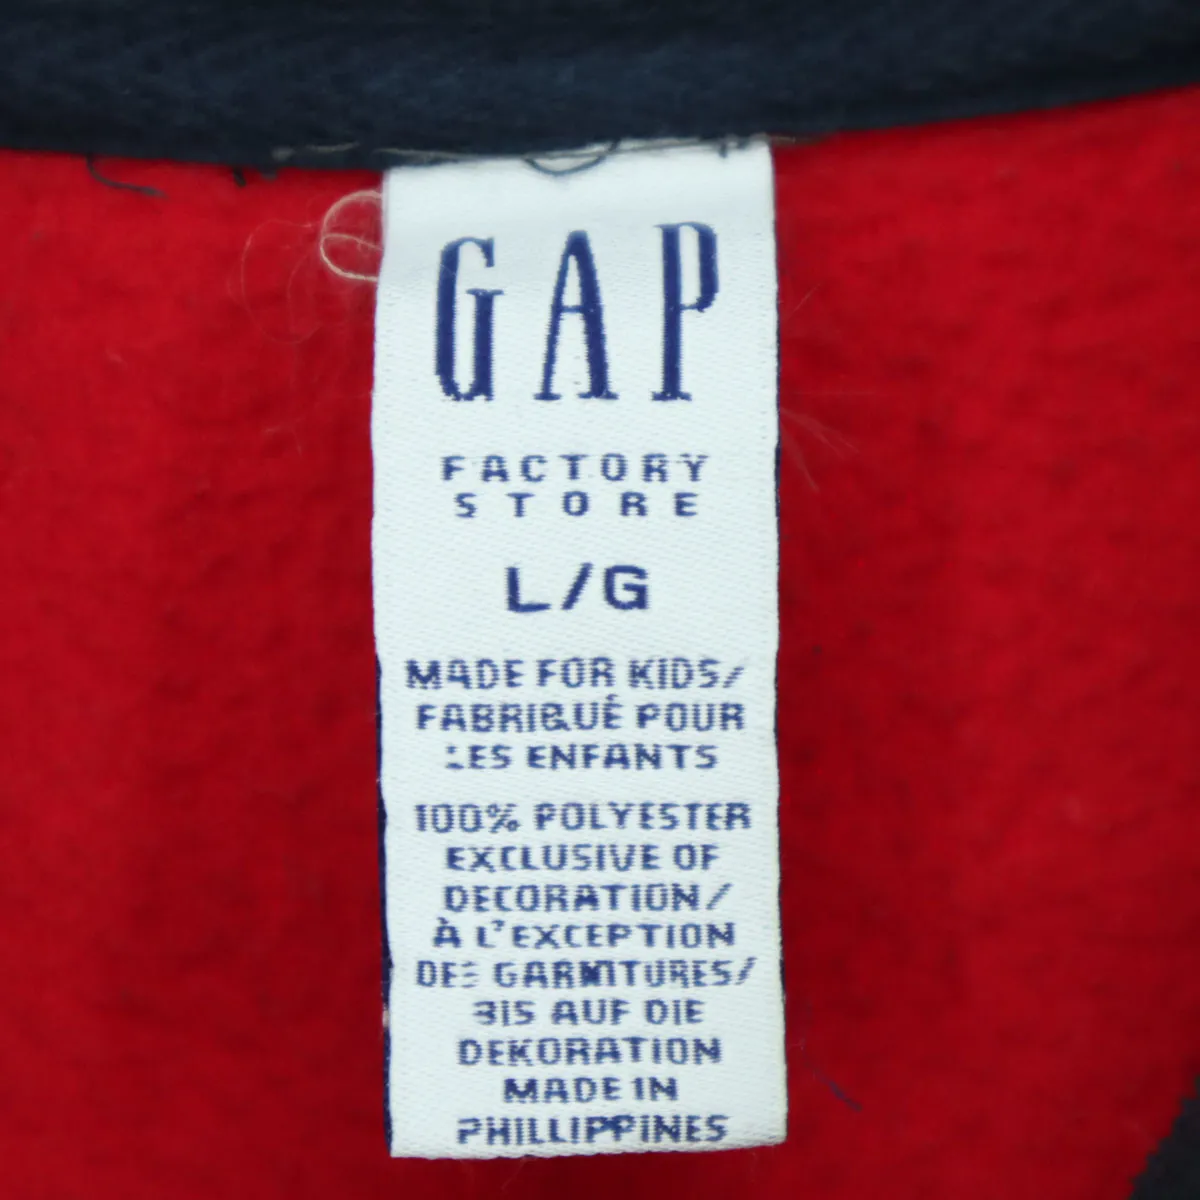 GAP
FACTORY
STORE
L/G
MADE FOR KIDS/
FABRIQUÉ POUR
LES ENFANTS
100% POLYESTER
EXCLUSIVE OF
DECORATION/
À L'EXCEPTION
DES GARNITURES/
BIS AUF DIE
DEKORATION
MADE IN
PHILLIPPINES